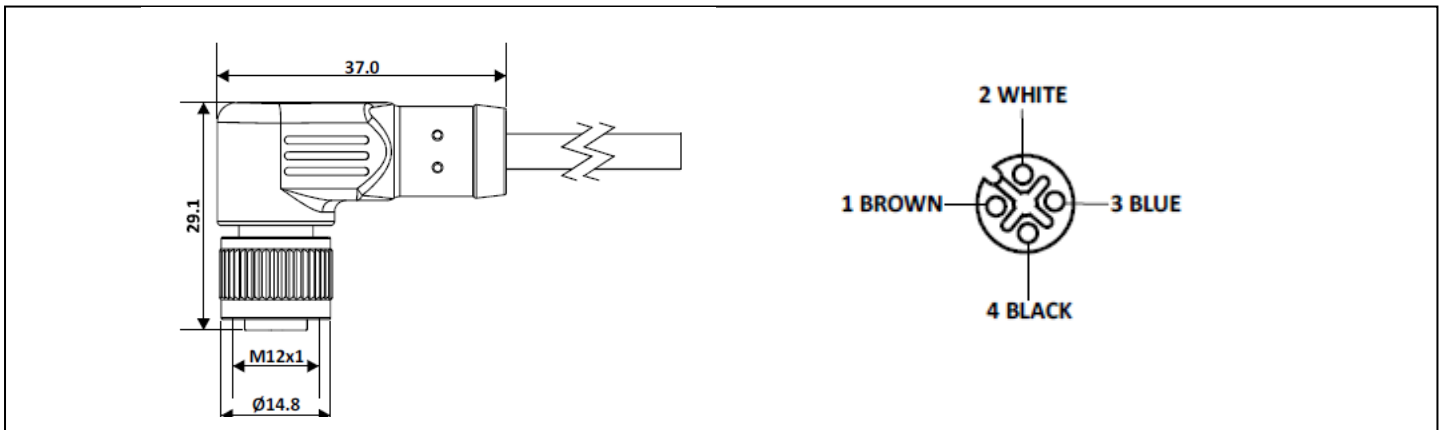 37.0
29.1
M12x1
Ø14.8
2 WHITE
1 BROWN
3 BLUE
4 BLACK